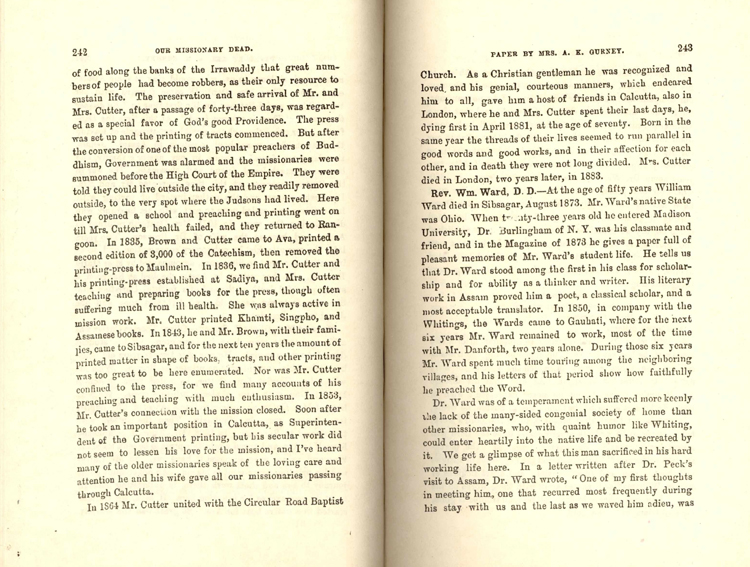 242
OUR MISSIONARY DEAD.
of food along the banks of the Irrawaddy that great num-
bers of people had become robbers, as their only resource to
sustain life. The preservation and safe arrival of Mr. and
Mrs. Cutter, after a passage of forty-three days, was regard-
ed as a special favor of God's good Providence. The press
was set up and the printing of tracts commenced. But after
the conversion of one of the most popular preachers of Bud-
dhism, Government was alarmed and the missionaries were
summoned before the High Court of the Empire. They were
told they could live outside the city, and they readily removed
outside, to the very spot where the Judsons had lived. Here
they opened a school and preaching and printing went on
till Mrs. Cutter's health failed, and they returned to Ran-
goon. In 1835, Brown and Cutter came to Ava, printed a
second edition of 3,000 of the Catechism, then removed the
printing-press to Maulmein. In 1836, we find Mr. Cutter and
his printing-press established at Sadiya, and Mrs. Cutter
teaching and preparing books for the press, though often
suffering much from ill health. She was always active in
mission work. Mr. Cutter printed Khamti, Singpho, and
Assamese books. In 1843, he and Mr. Brown, with their fami-
jies, came to Sibsagar, and for the next ten years the amount of
printed matter in shape of books, tracts, and other printing
was too great to be here enumerated. Nor was Mr. Cutter
confined to the press, for we find many accounts of his
preaching and teaching with much enthusiasm. In 1853,
Mr. Cutter's connection with the mission closed. Soon after
he took an important position in Calcutta, as Superinten-
dent of the Government printing, but his secular work did
not seem to lessen his love for the mission, and I've heard
many of the older missionaries speak of the loving care and
attention he and his wife gave all our missionaries passing
through Calcutta.
In 1864 Mr. Cutter united with the Circular Road Baptist
PAPER BY MRS. A. K. GURNEY.
243
Church. As a Christian gentleman he was recognized and
loved, and his genial, courteous manners, which endeared
him to all, gave him a host of friends in Calcutta, also in
London, where he and Mrs. Cutter spent their last days, he,
dying first in April 1881, at the age of seventy. Born in the
same year the threads of their lives seemed to run parallel in
good words and good works, and in their affection for each
other, and in death they were not long divided. Mrs. Cutter
died in London, two years later, in 1883.
Rev. Wm. Ward, D. D.—At the age of fifty years William
Ward died in Sibsagar, August 1873. Mr. Ward's native State
was Ohio. When twenty-three years old he entered Madison
University, Dr. Burlingham of N. Y. was his classmate and
friend, and in the Magazine of 1873 he gives a paper full of
pleasant memories of Mr. Ward's student life. He tells us
that Dr. Ward stood among the first in his class for scholar-
ship and for ability as a thinker and writer. His literary
work in Assam proved him a poet, a classical scholar, and a
most acceptable translator. In 1850, in company with the
Whitings, the Wards came to Gauhati, where for the next
six years Mr. Ward remained to work, most of the time
with Mr. Danforth, two years alone. During those six years
Mr. Ward spent much time touring among the neighboring
villages, and his letters of that period show how faithfully
he preached the Word.
Dr. Ward was of a temperament which suffered more keenly
the lack of the many-sided congenial society of home than
other missionaries, who, with quaint humor like Whiting,
could enter heartily into the native life and be recreated by
it. We get a glimpse of what this man sacrificed in his hard
working life here. In a letter written after Dr. Peck's
visit to Assam, Dr. Ward wrote, "One of my first thoughts
in meeting him, one that recurred most frequently during
his stay with us and the last as we waved him adieu, was